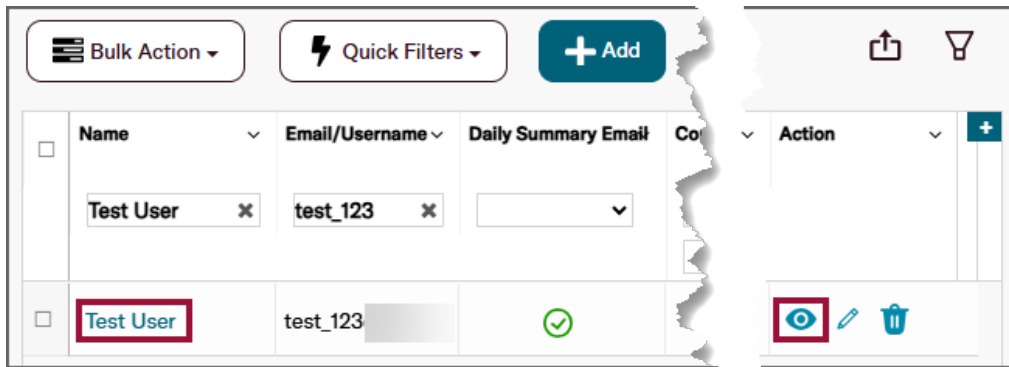 Bulk Action Quick Filters Add
Name Email/Username Daily Summary Email Action
Test User test_123
Test User test_123